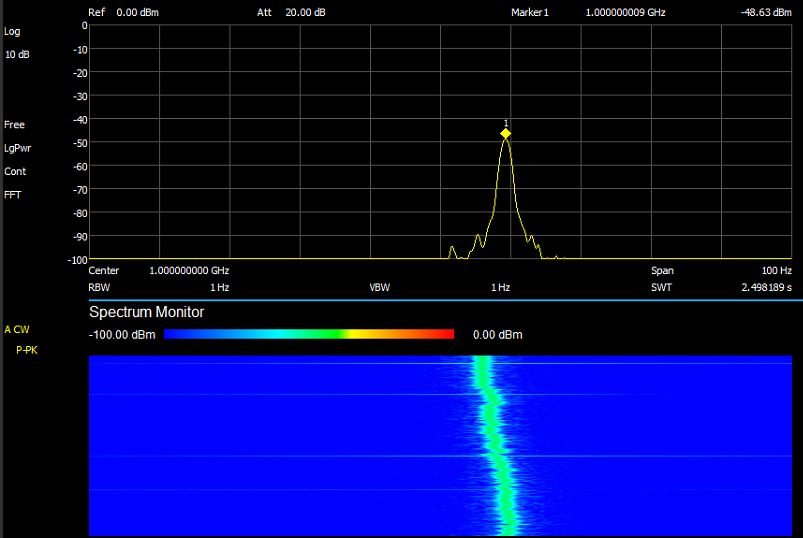 Ref 0.00 dBm Att 20.00 dB Marker1 1.000000009 GHz -48.63 dBm
Log
10 dB
Free
LgPwr
Cont
FFT
0
-10
-20
-30
-40
-50
-60
-70
-80
-90
-100
1
Center 1.000000000 GHz Span 100 Hz
RBW 1 Hz VBW 1 Hz SWT 2.498189 s
Spectrum Monitor
A CW
P-PK
-100.00 dBm 0.00 dBm